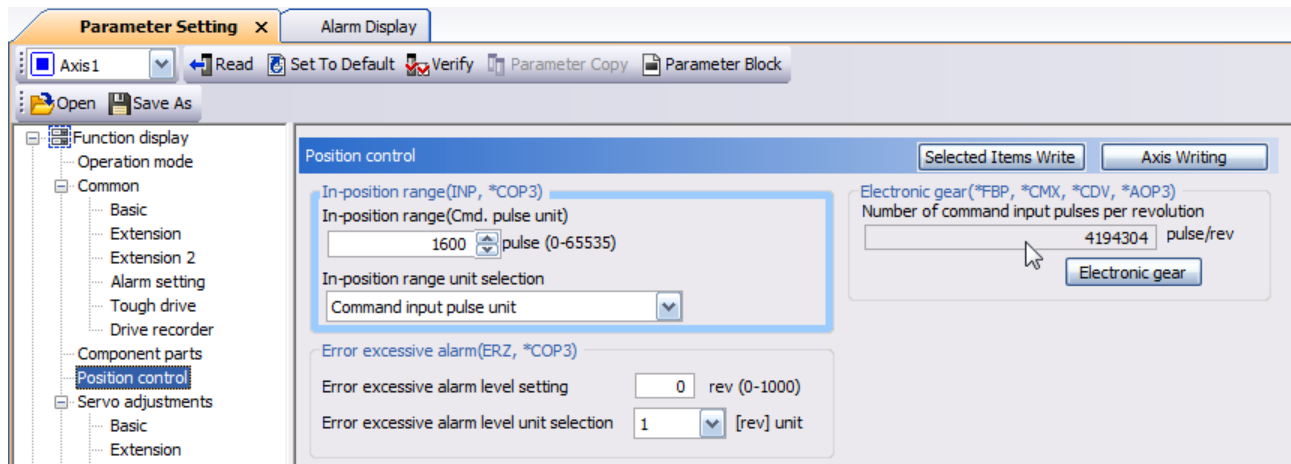 Parameter Setting x Alarm Display
Axis1 Read Set To Default Verify Parameter Copy Parameter Block
Open Save As
Function display
Operation mode
Common
Basic
Extension
Extension 2
Alarm setting
Tough drive
Drive recorder
Component parts
Position control
Servo adjustments
Basic
Extension
Position control Selected Items Write Axis Writing
In-position range(INP, *COP3)
In-position range(Cmd. pulse unit)
1600 pulse (0-65535)
In-position range unit selection
Command input pulse unit
Error excessive alarm(ERZ, *COP3)
Error excessive alarm level setting 0 rev (0-1000)
Error excessive alarm level unit selection 1 [rev] unit
Electronic gear(*FBP, *CMX, *CDV, *AOP3)
Number of command input pulses per revolution
4194304 pulse/rev
Electronic gear